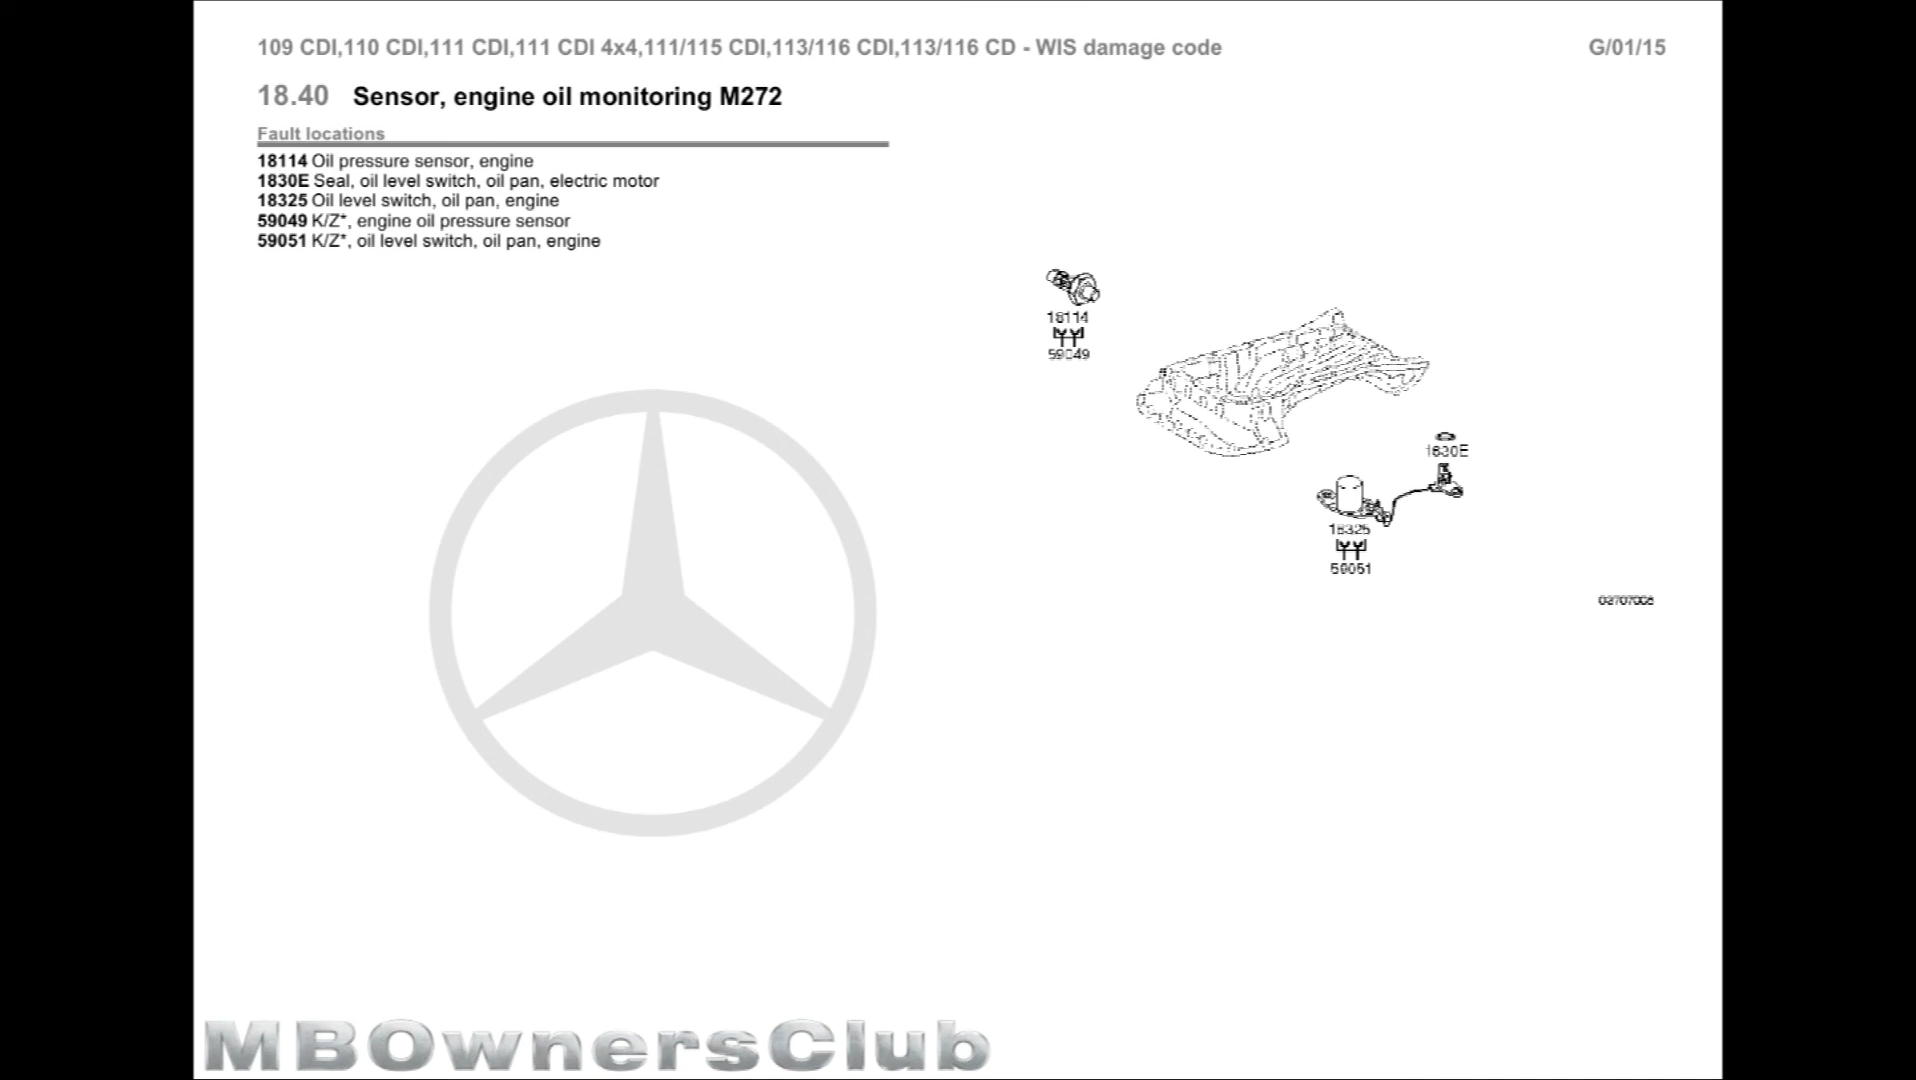 109 CDI,110 CDI,111 CDI,111 CDI 4x4,111/115 CDI,113/116 CDI,113/116 CD - WIS damage code G/01/15
18.40 Sensor, engine oil monitoring M272
Fault locations
18114 Oil pressure sensor, engine
1830E Seal, oil level switch, oil pan, electric motor
18325 Oil level switch, oil pan, engine
59049 K/Z*, engine oil pressure sensor
59051 K/Z*, oil level switch, oil pan, engine
18114
59049
1830E
18325
59051
MBOwnersClub